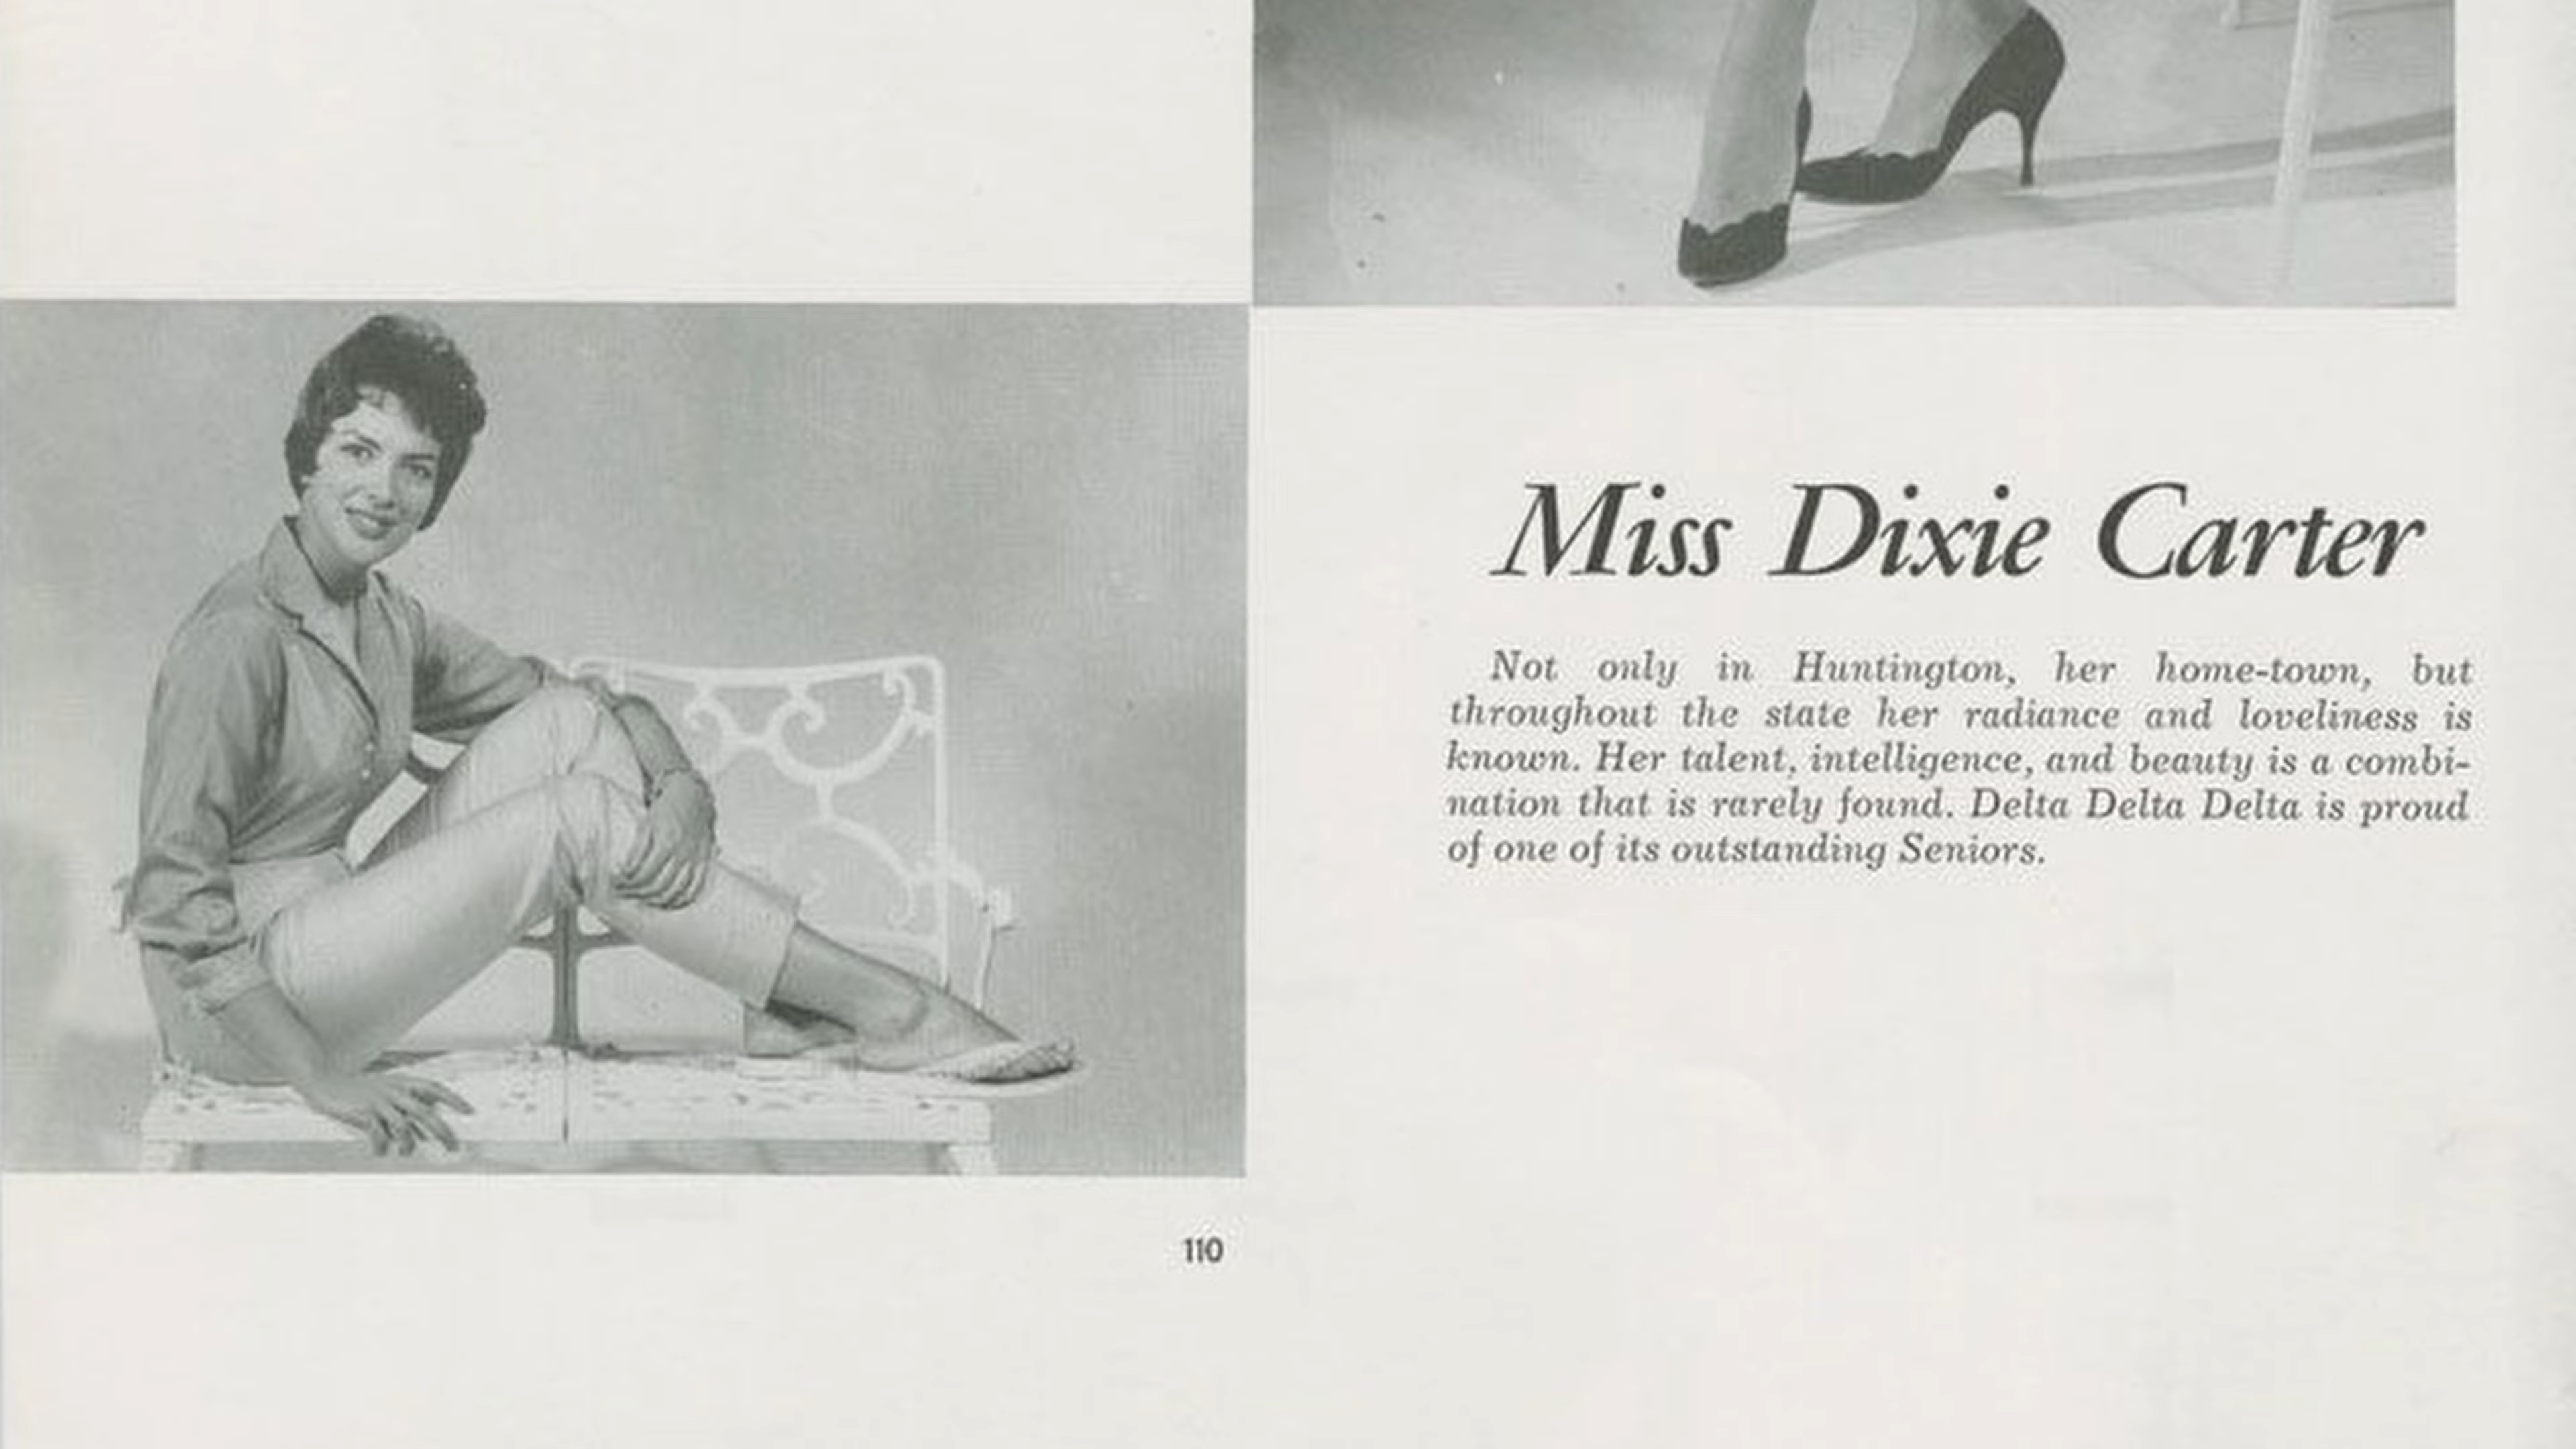 Miss Dixie Carter
Not only in Huntington, her home-town, but
throughout the state her radiance and loveliness is
known. Her talent, intelligence, and beauty is a combi-
nation that is rarely found. Delta Delta Delta is proud
of one of its outstanding Seniors.
110